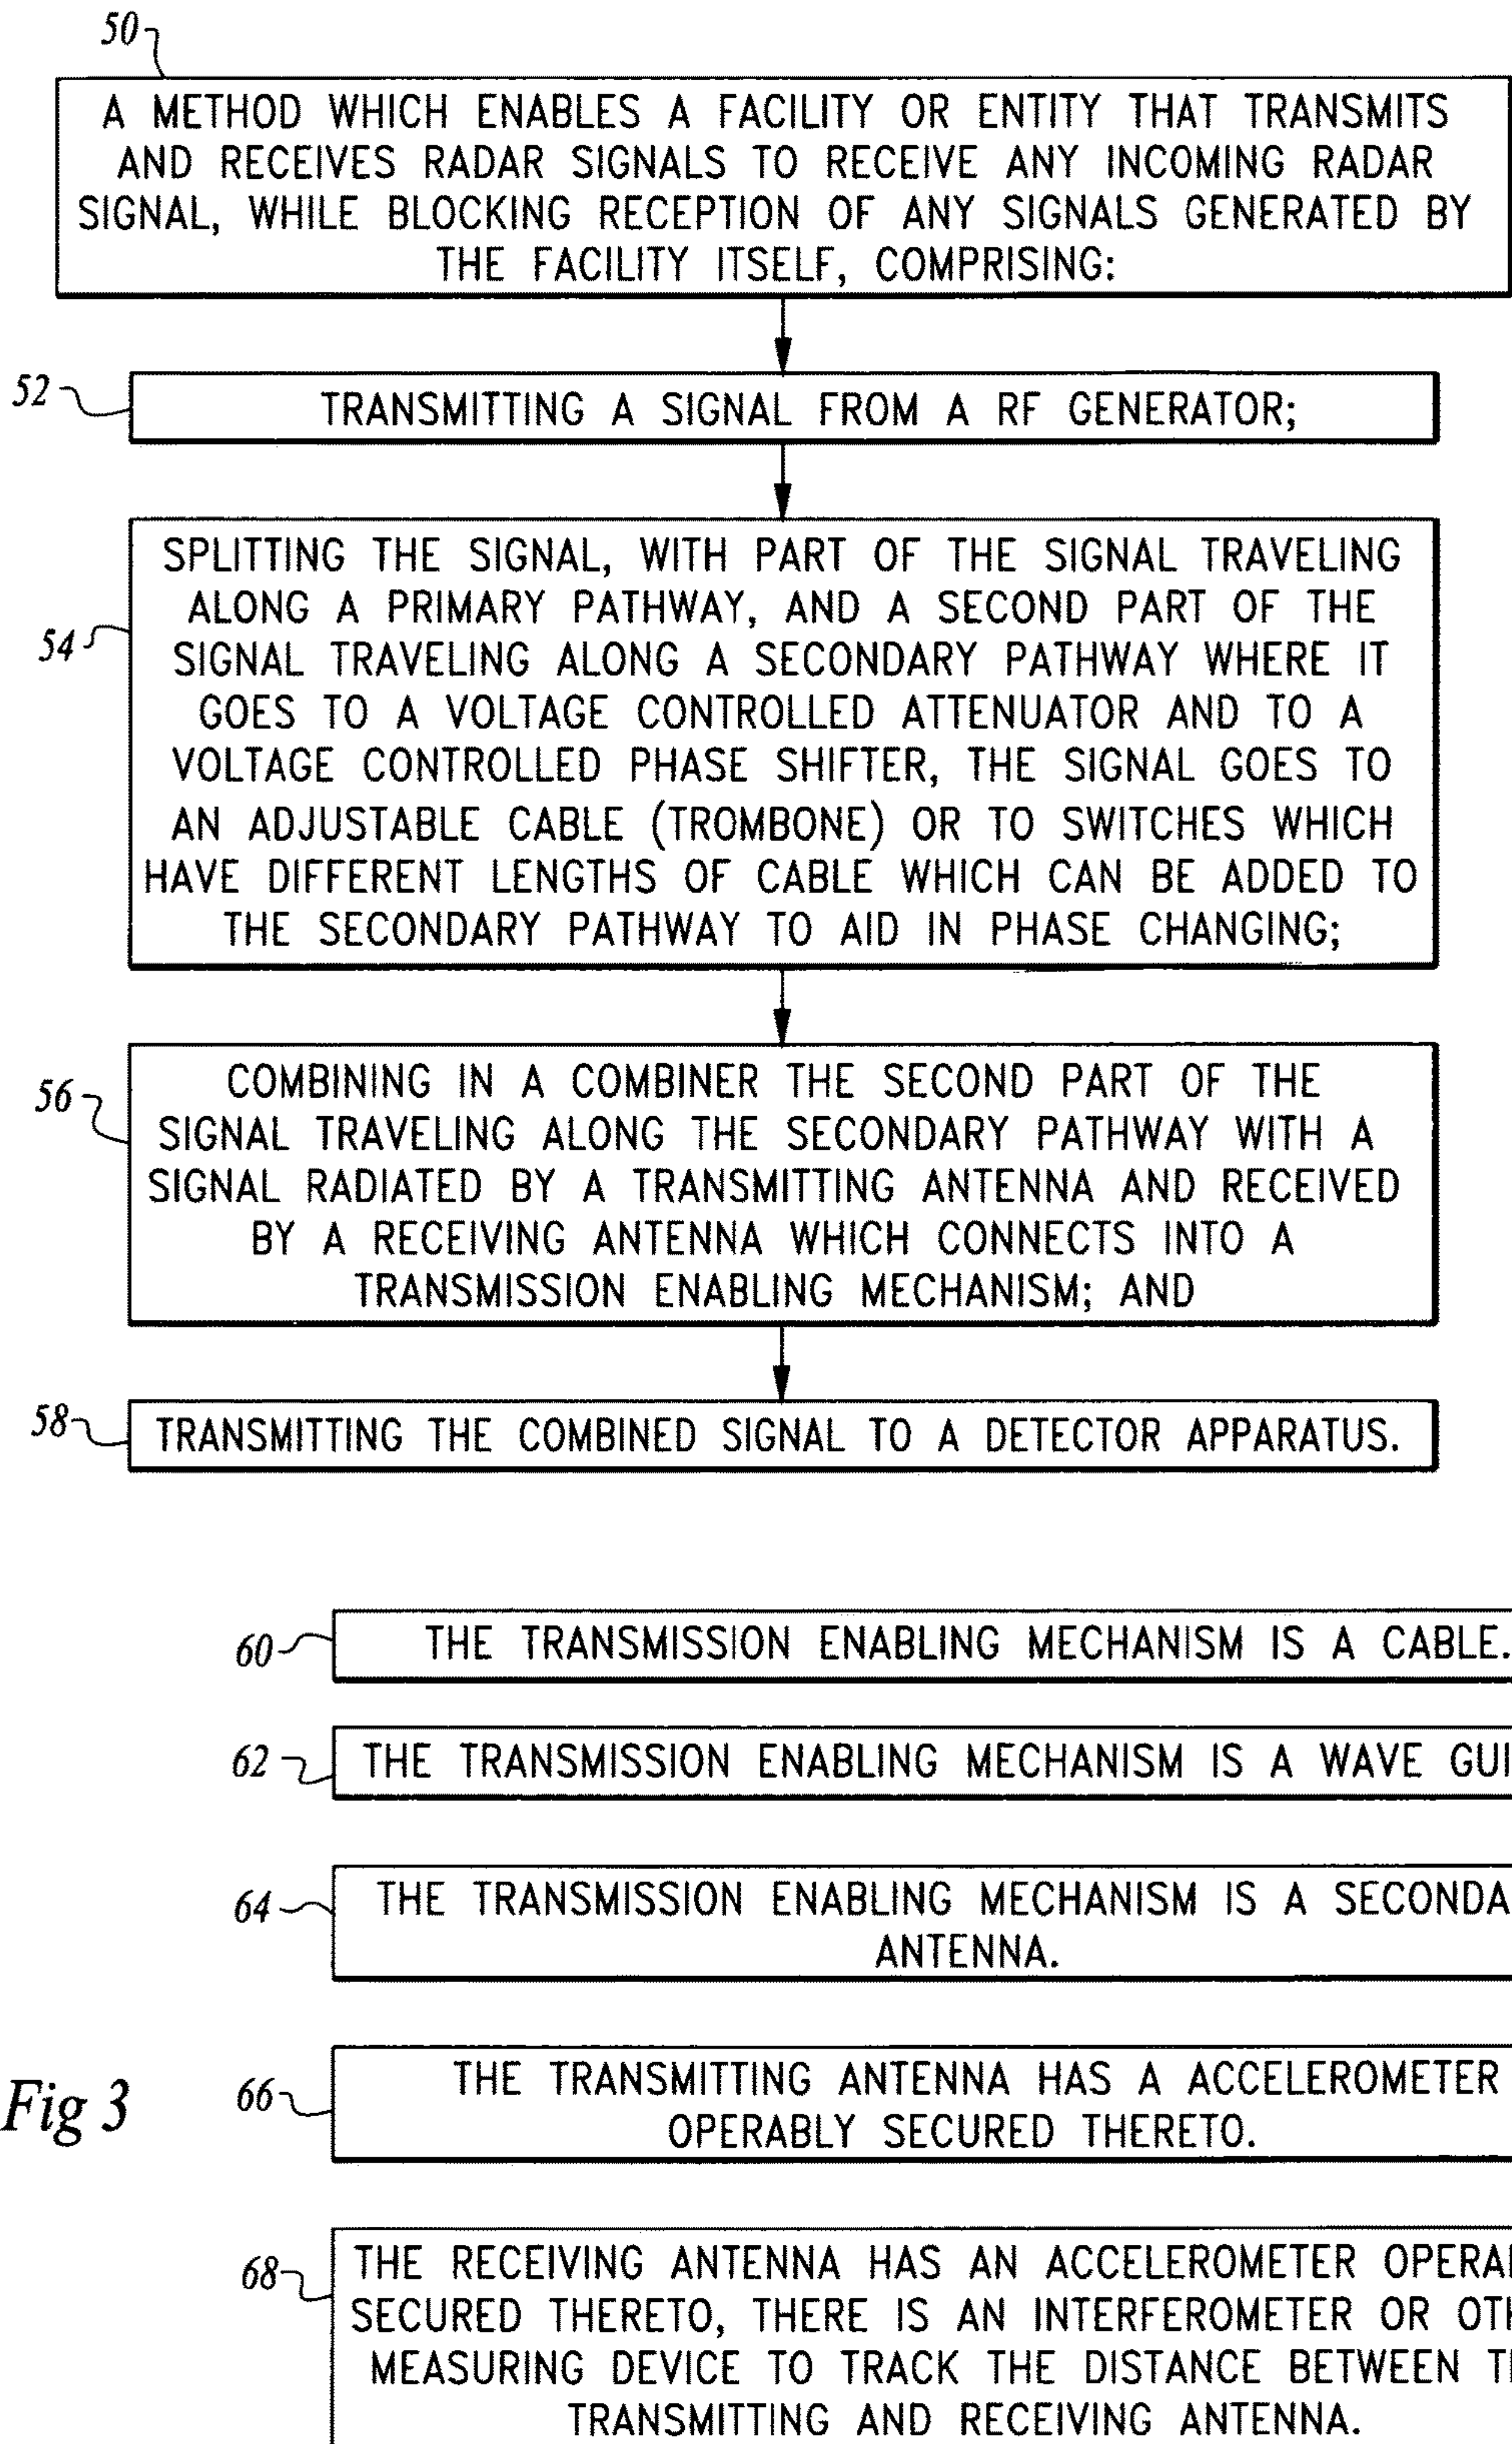 50
A METHOD WHICH ENABLES A FACILITY OR ENTITY THAT TRANSMITS
AND RECEIVES RADAR SIGNALS TO RECEIVE ANY INCOMING RADAR
SIGNAL, WHILE BLOCKING RECEPTION OF ANY SIGNALS GENERATED BY
THE FACILITY ITSELF, COMPRISING:
52
TRANSMITTING A SIGNAL FROM A RF GENERATOR;
54
SPLITTING THE SIGNAL, WITH PART OF THE SIGNAL TRAVELING
ALONG A PRIMARY PATHWAY, AND A SECOND PART OF THE
SIGNAL TRAVELING ALONG A SECONDARY PATHWAY WHERE IT
GOES TO A VOLTAGE CONTROLLED ATTENUATOR AND TO A
VOLTAGE CONTROLLED PHASE SHIFTER, THE SIGNAL GOES TO
AN ADJUSTABLE CABLE (TROMBONE) OR TO SWITCHES WHICH
HAVE DIFFERENT LENGTHS OF CABLE WHICH CAN BE ADDED TO
THE SECONDARY PATHWAY TO AID IN PHASE CHANGING;
56
COMBINING IN A COMBINER THE SECOND PART OF THE
SIGNAL TRAVELING ALONG THE SECONDARY PATHWAY WITH A
SIGNAL RADIATED BY A TRANSMITTING ANTENNA AND RECEIVED
BY A RECEIVING ANTENNA WHICH CONNECTS INTO A
TRANSMISSION ENABLING MECHANISM; AND
58
TRANSMITTING THE COMBINED SIGNAL TO A DETECTOR APPARATUS.
60
THE TRANSMISSION ENABLING MECHANISM IS A CABLE.
62
THE TRANSMISSION ENABLING MECHANISM IS A WAVE GUI
64
THE TRANSMISSION ENABLING MECHANISM IS A SECONDA
ANTENNA.
Fig 3
66
THE TRANSMITTING ANTENNA HAS A ACCELEROMETER
OPERABLY SECURED THERETO.
68
THE RECEIVING ANTENNA HAS AN ACCELEROMETER OPERA
SECURED THERETO, THERE IS AN INTERFEROMETER OR OTH
MEASURING DEVICE TO TRACK THE DISTANCE BETWEEN T
TRANSMITTING AND RECEIVING ANTENNA.